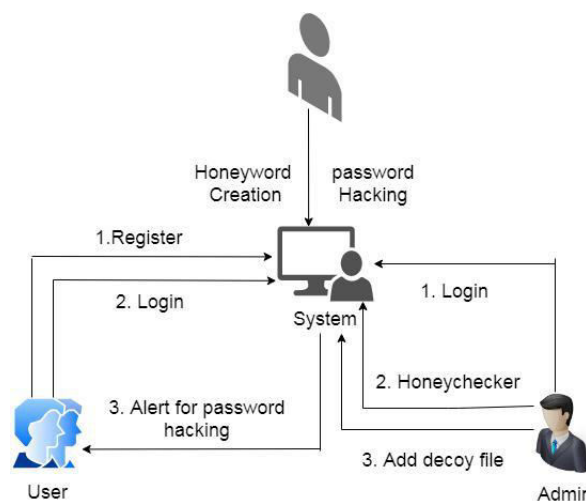 Honeyword
Creation
password
Hacking
1.Register
2. Login
1. Login
System
2. Honeychecker
3. Alert for password
hacking
3. Add decoy file
User
Admin